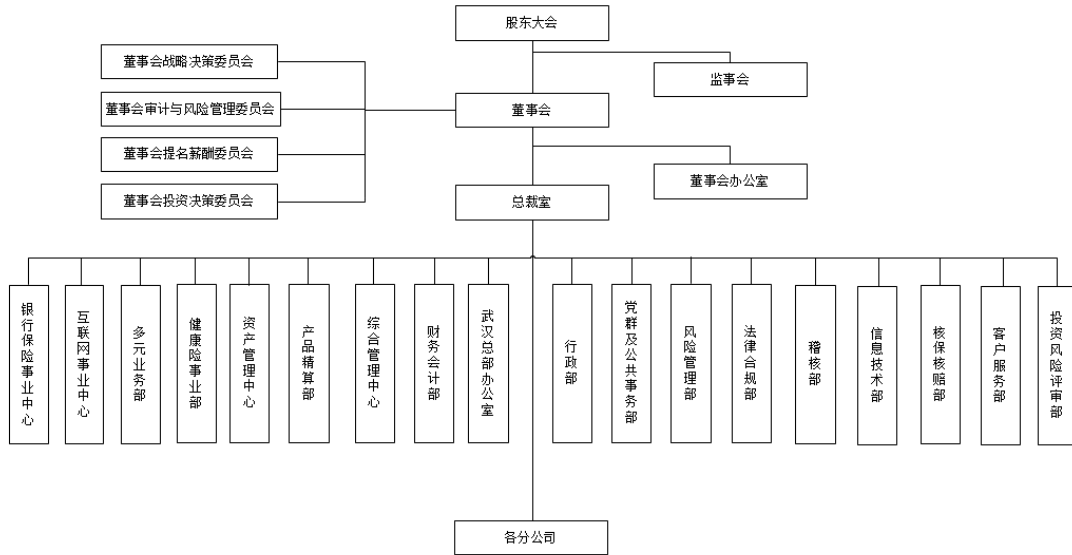 股东大会
董事会战略决策委员会
监事会
董事会审计与风险管理委员会
董事会
董事会提名薪酬委员会
董事会办公室
董事会投资决策委员会
总裁室
银行保险事业中心
互联网事业中心
多元业务部
健康险事业部
资产管理中心
产品精算部
综合管理中心
财务会计部
武汉总部办公室
行政部
党群及公共事务部
风险管理部
法律合规部
稽核部
信息技术部
核保核赔部
客户服务部
投资风险评审部
各分公司